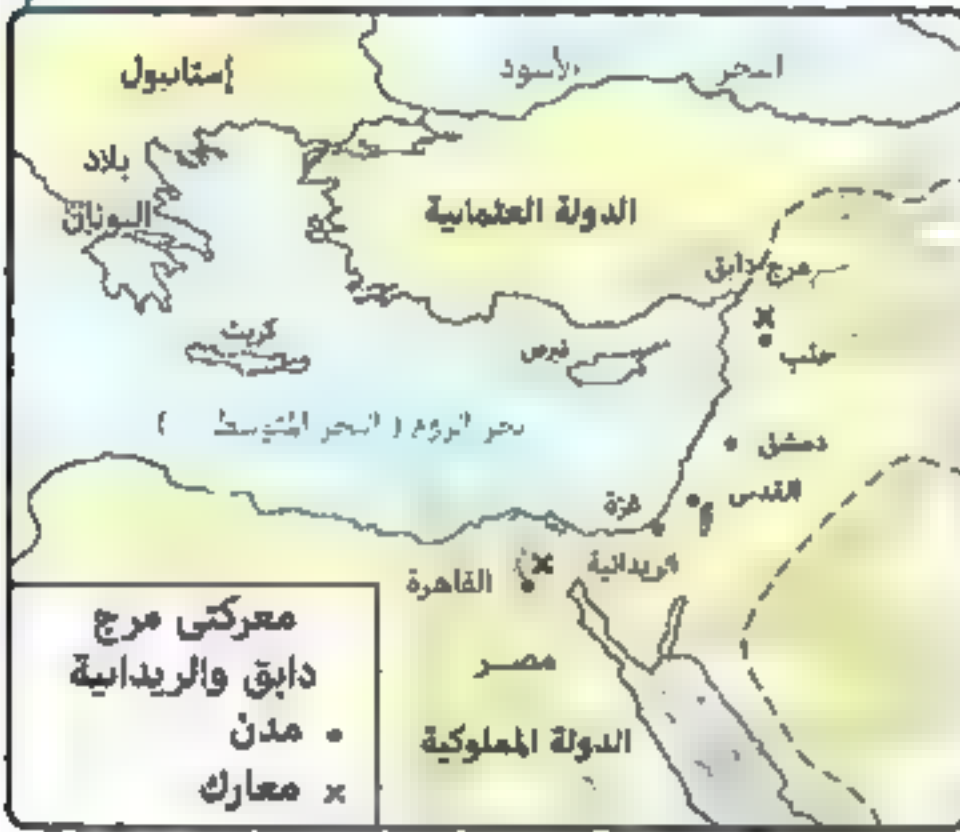 إستانبول
البحر الأسود
بلاد
اليونان
الدولة العثمانية
مرج دابق
كريت
قبرص
حلب
بحر الروم ( البحر المتوسط )
دمشق
القدس
غزة
الريدانية
القاهرة
مصر
الدولة المملوكية
معركتى مرج
دابق والريدانية
• مدن
× معارك